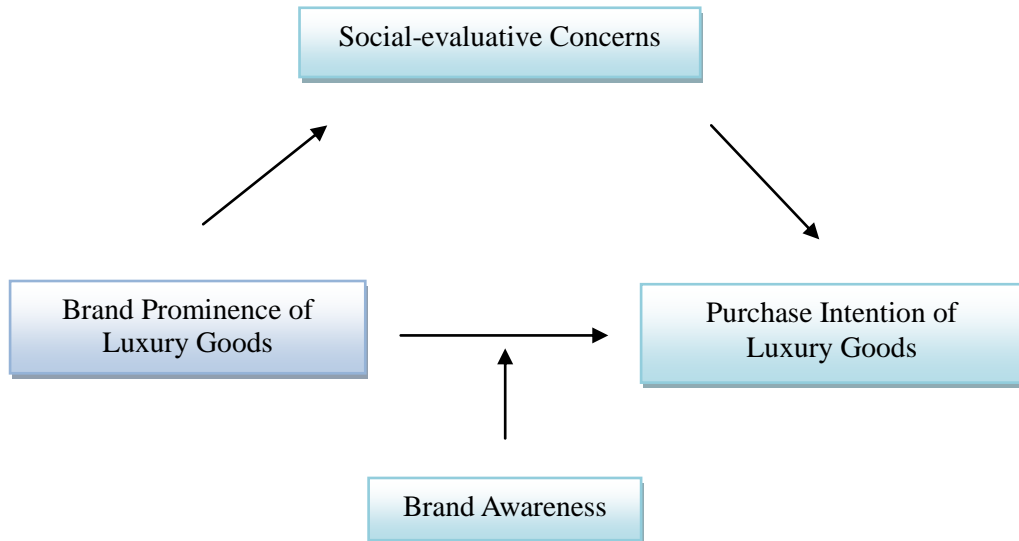 Social-evaluative Concerns
Brand Prominence of
Luxury Goods
Purchase Intention of
Luxury Goods
Brand Awareness